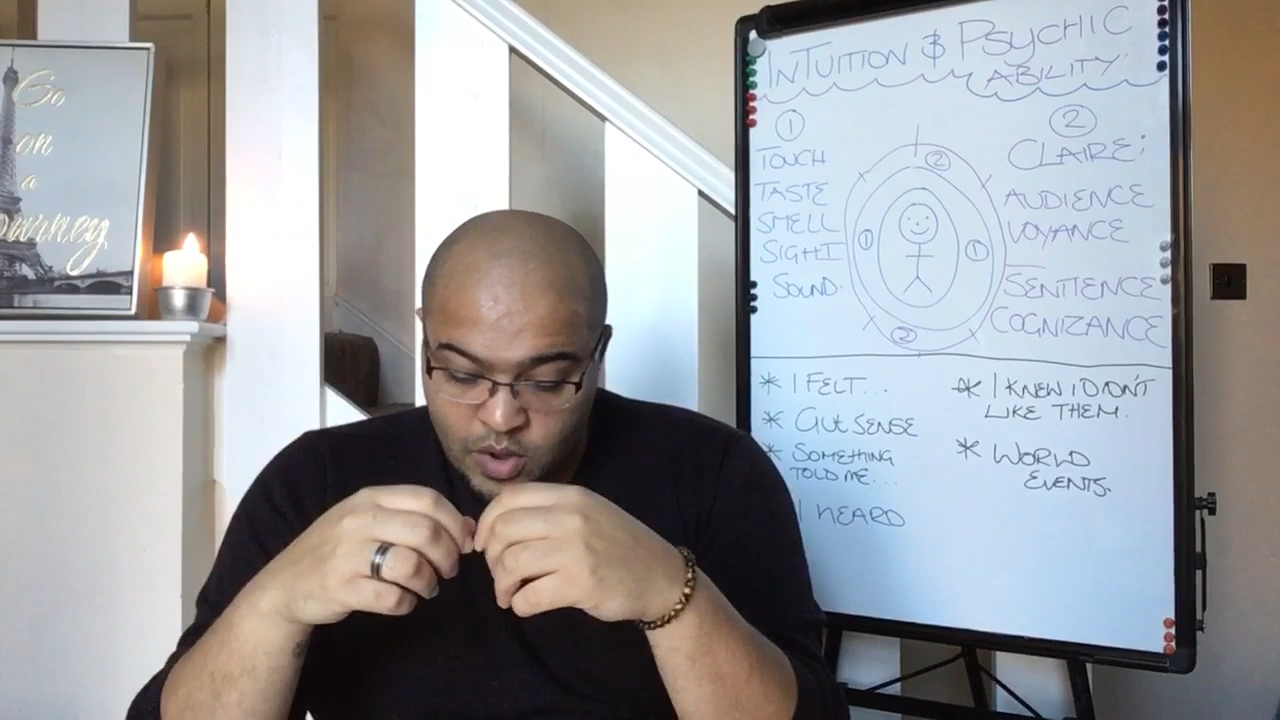 Go
on
a
ourney
INTUITION & PSYCHIC
ABILITY.
1
TOUCH
TASTE
SMELL
SIGHT
SOUND.
2
1
1
2
2
CLAIRE:
AUDIENCE
VOYANCE
SENTIENCE
COGNIZANCE
* I FELT...
* GUT SENSE
* SOMETHING
TOLD ME...
I HEARD
* I KNEW I DIDN'T
LIKE THEM.
* WORLD
EVENTS.